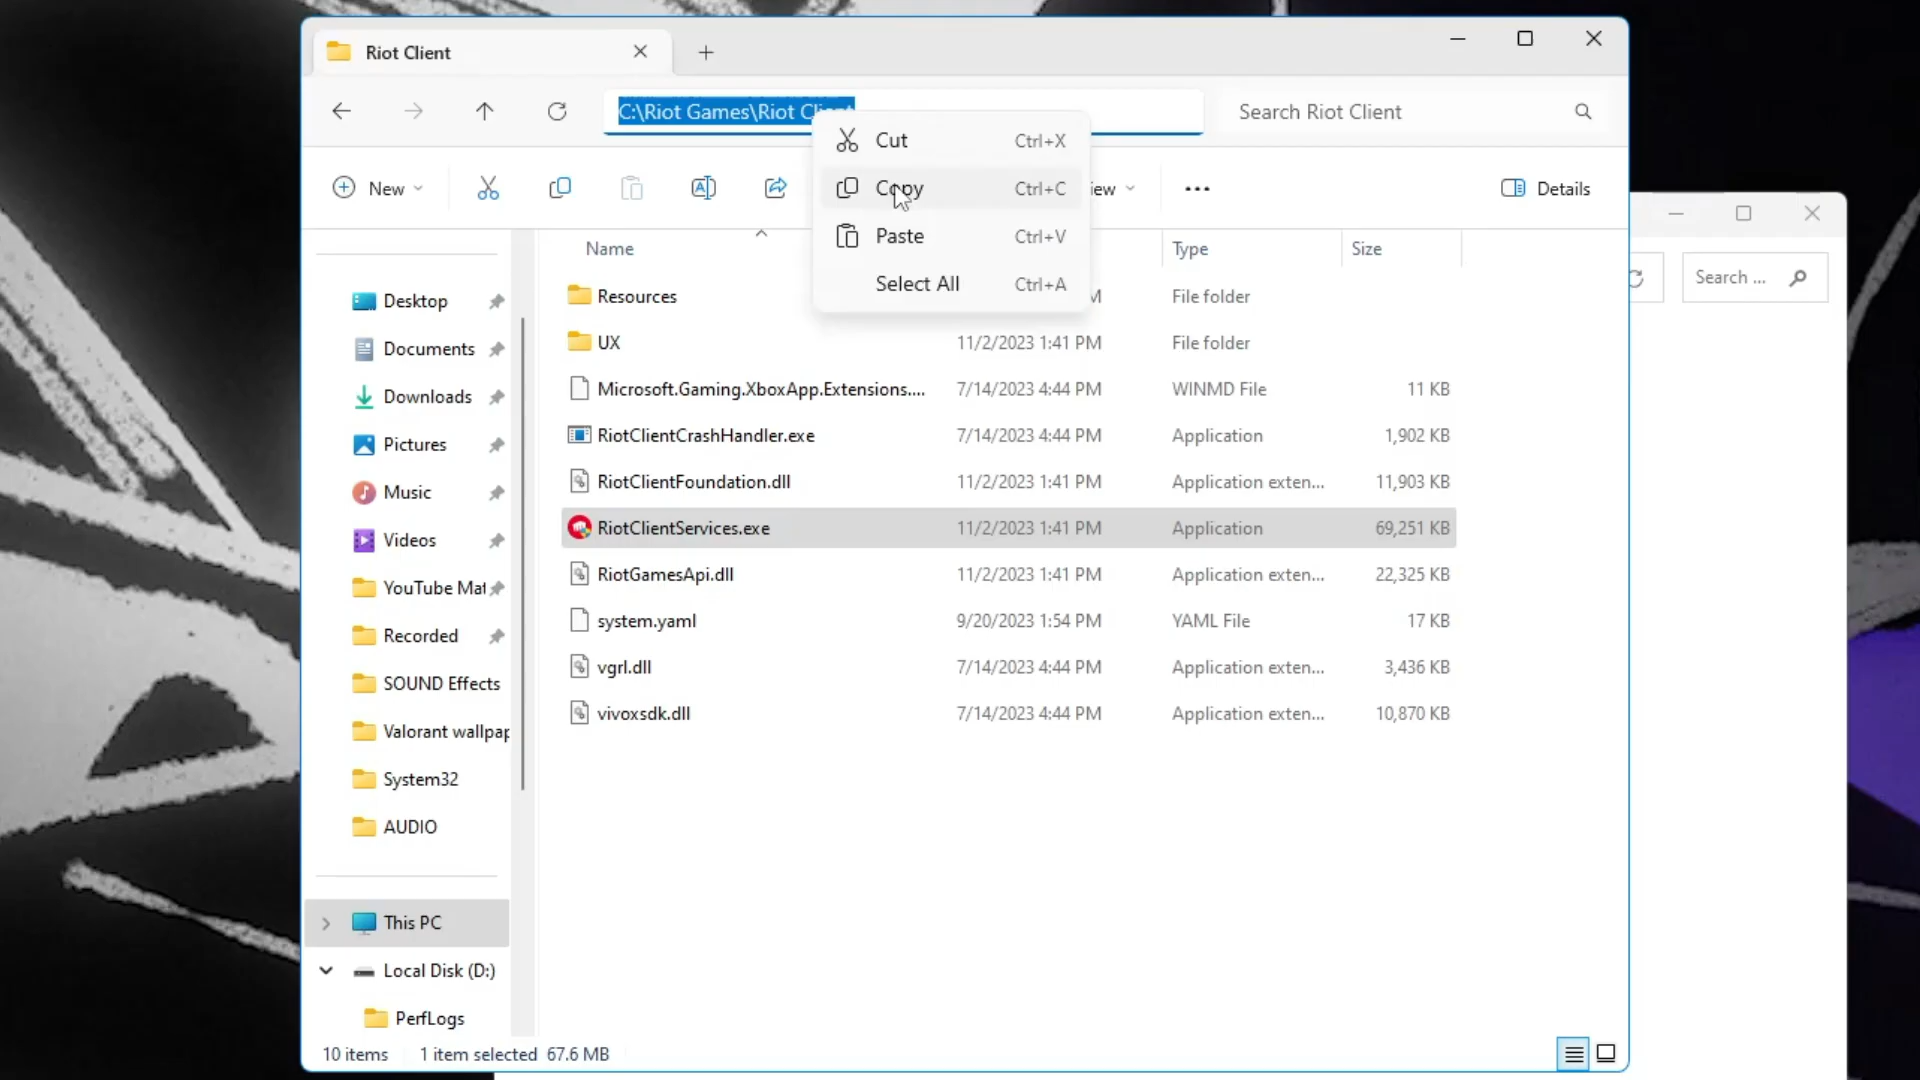 Riot Client
C:\Riot Games\Riot Client
Search Riot Client
New
Details
Cut Ctrl+X
Copy Ctrl+C
Paste Ctrl+V
Select All Ctrl+A
Search ...
Name Type Size
Resources File folder
UX 11/2/2023 1:41 PM File folder
Microsoft.Gaming.XboxApp.Extensions.... 7/14/2023 4:44 PM WINMD File 11 KB
RiotClientCrashHandler.exe 7/14/2023 4:44 PM Application 1,902 KB
RiotClientFoundation.dll 11/2/2023 1:41 PM Application exten... 11,903 KB
RiotClientServices.exe 11/2/2023 1:41 PM Application 69,251 KB
RiotGamesApi.dll 11/2/2023 1:41 PM Application exten... 22,325 KB
system.yaml 9/20/2023 1:54 PM YAML File 17 KB
vgrl.dll 7/14/2023 4:44 PM Application exten... 3,436 KB
vivoxsdk.dll 7/14/2023 4:44 PM Application exten... 10,870 KB
Desktop
Documents
Downloads
Pictures
Music
Videos
YouTube Mat
Recorded
SOUND Effects
Valorant wallpap
System32
AUDIO
This PC
Local Disk (D:)
PerfLogs
10 items 1 item selected 67.6 MB